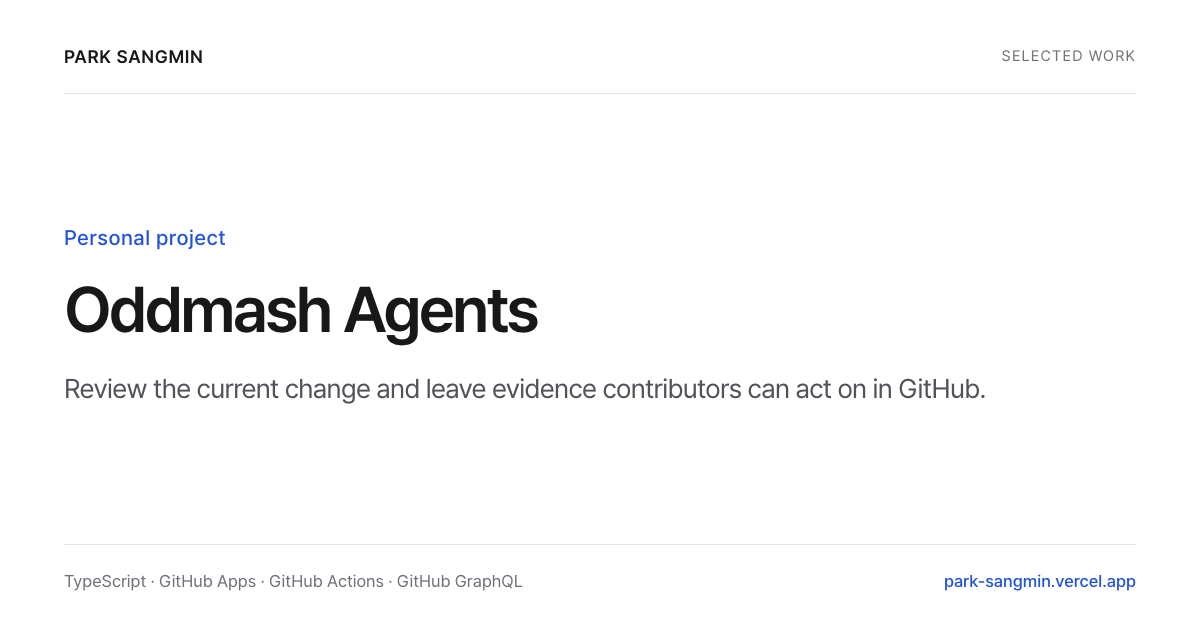 PARK SANGMIN
SELECTED WORK
Personal project
Oddmash Agents
Review the current change and leave evidence contributors can act on in GitHub.
TypeScript · GitHub Apps · GitHub Actions · GitHub GraphQL
park-sangmin.vercel.app